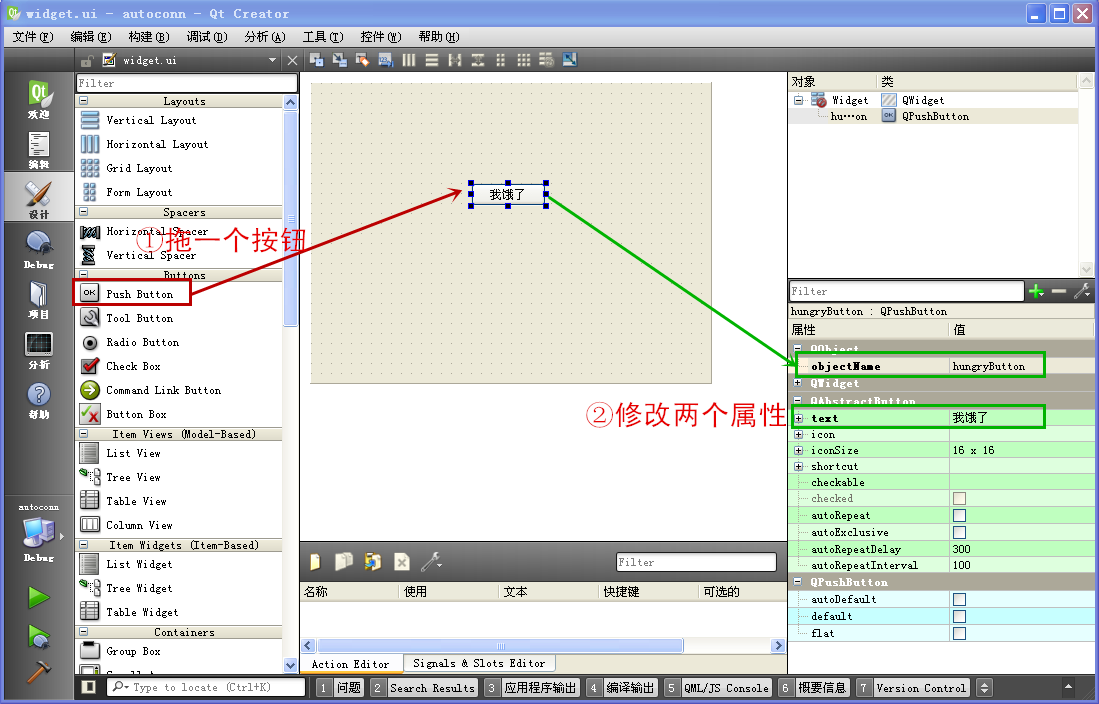 widget.ui - autoconn - Qt Creator
文件(F) 编辑(E) 构建(B) 调试(D) 分析(A) 工具(T) 控件(W) 帮助(H)
widget.ui
欢迎
编辑
设计
Debug
项目
分析
帮助
autoconn
Debug
Filter
Layouts
Vertical Layout
Horizontal Layout
Grid Layout
Form Layout
Spacers
Horizontal Spacer
Vertical Spacer
Buttons
OK Push Button
Tool Button
Radio Button
Check Box
Command Link Button
Button Box
Item Views (Model-Based)
List View
Tree View
Table View
Column View
Item Widgets (Item-Based)
List Widget
Tree Widget
Table Widget
Containers
Group Box
①拖一个按钮
我饿了
②修改两个属性
Filter
名称 使用 文本 快捷键 可选的
Action Editor Signals & Slots Editor
对象 类
Widget QWidget
hu···on OK QPushButton
Filter
hungryButton : QPushButton
属性 值
QObject
objectName hungryButton
QWidget
QAbstractButton
text 我饿了
icon
iconSize 16 x 16
shortcut
checkable
checked
autoRepeat
autoExclusive
autoRepeatDelay 300
autoRepeatInterval 100
QPushButton
autoDefault
default
flat
Type to locate (Ctrl+K) 1 问题 2 Search Results 3 应用程序输出 4 编译输出 5 QML/JS Console 6 概要信息 7 Version Control